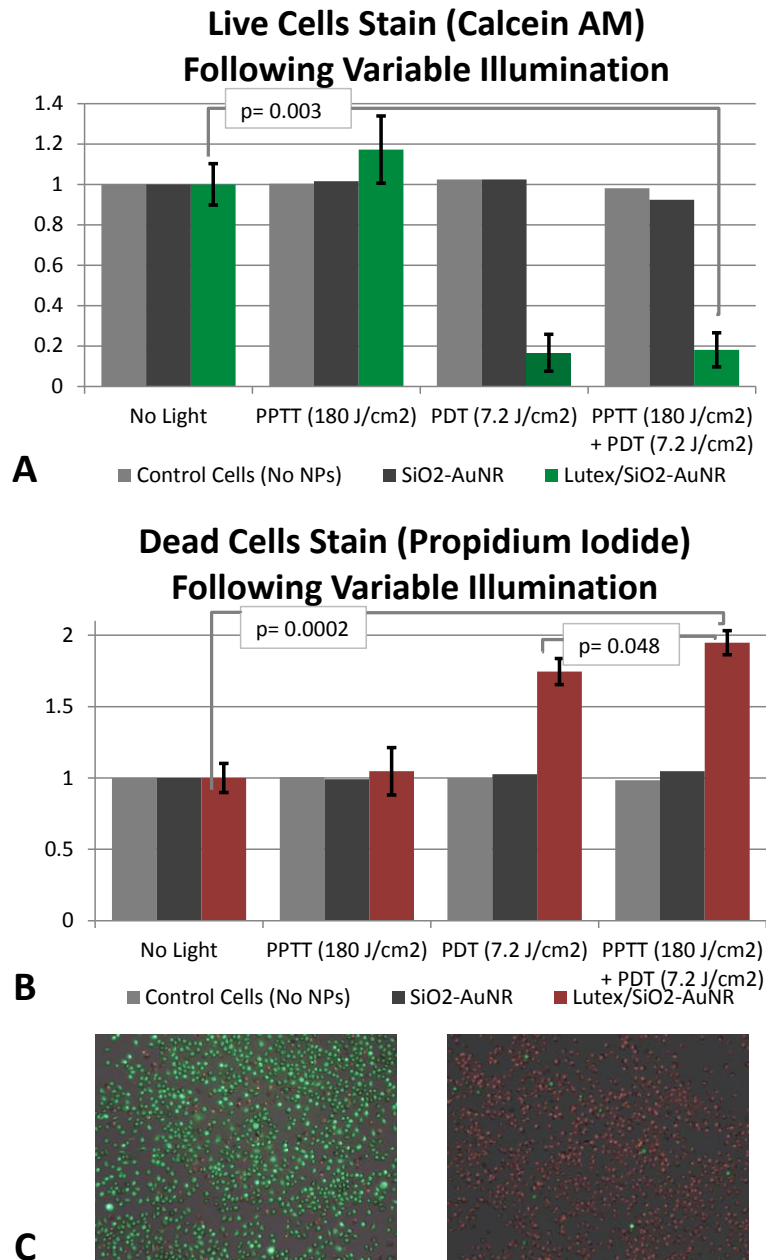 Live Cells Stain (Calcein AM)
Following Variable Illumination
1.4
p= 0.003
1.2
1
0.8
0.6
0.4
0.2
0
No Light
PPTT (180 J/cm2)
PDT (7.2 J/cm2)
PPTT (180 J/cm2)
+ PDT (7.2 J/cm2)
A
Control Cells (No NPs)
SiO2-AuNR
Lutex/SiO2-AuNR
Dead Cells Stain (Propidium Iodide)
Following Variable Illumination
2
p= 0.0002
p= 0.048
1.5
1
0.5
0
No Light
PPTT (180 J/cm2)
PDT (7.2 J/cm2)
PPTT (180 J/cm2)
+ PDT (7.2 J/cm2)
B
Control Cells (No NPs)
SiO2-AuNR
Lutex/SiO2-AuNR
C